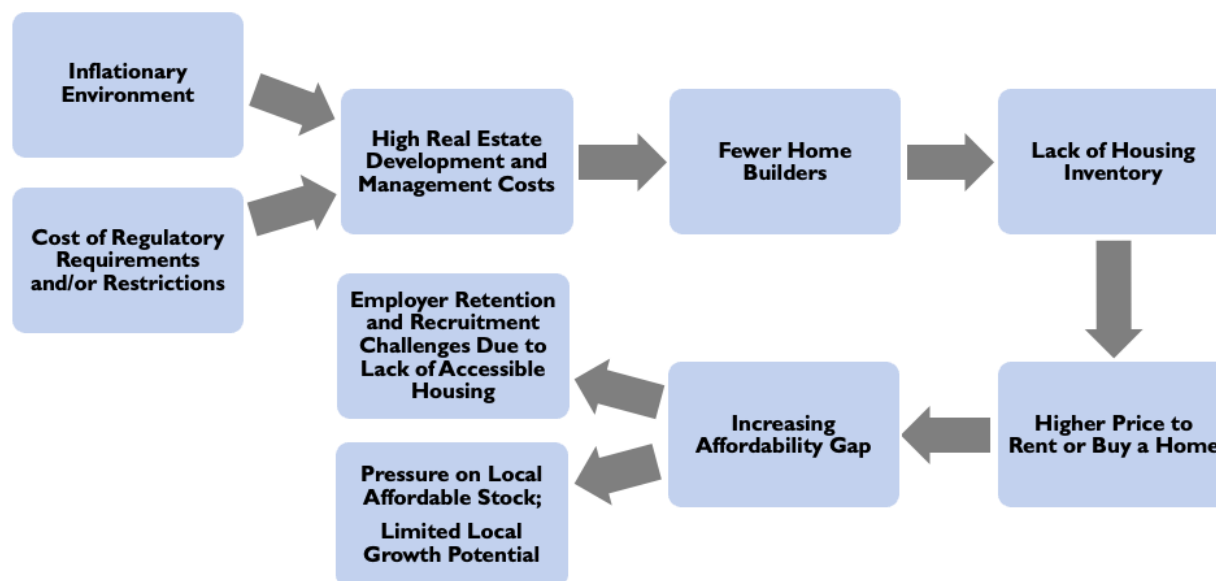 Inflationary
Environment
Cost of Regulatory
Requirements
and/or Restrictions
High Real Estate
Development and
Management Costs
Fewer Home
Builders
Lack of Housing
Inventory
Higher Price to
Rent or Buy a Home
Increasing
Affordability Gap
Employer Retention
and Recruitment
Challenges Due to
Lack of Accessible
Housing
Pressure on Local
Affordable Stock;
Limited Local
Growth Potential